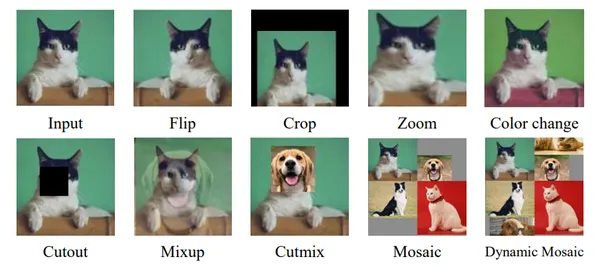 Input
Flip
Crop
Zoom
Color change
Cutout
Mixup
Cutmix
Mosaic
Dynamic Mosaic